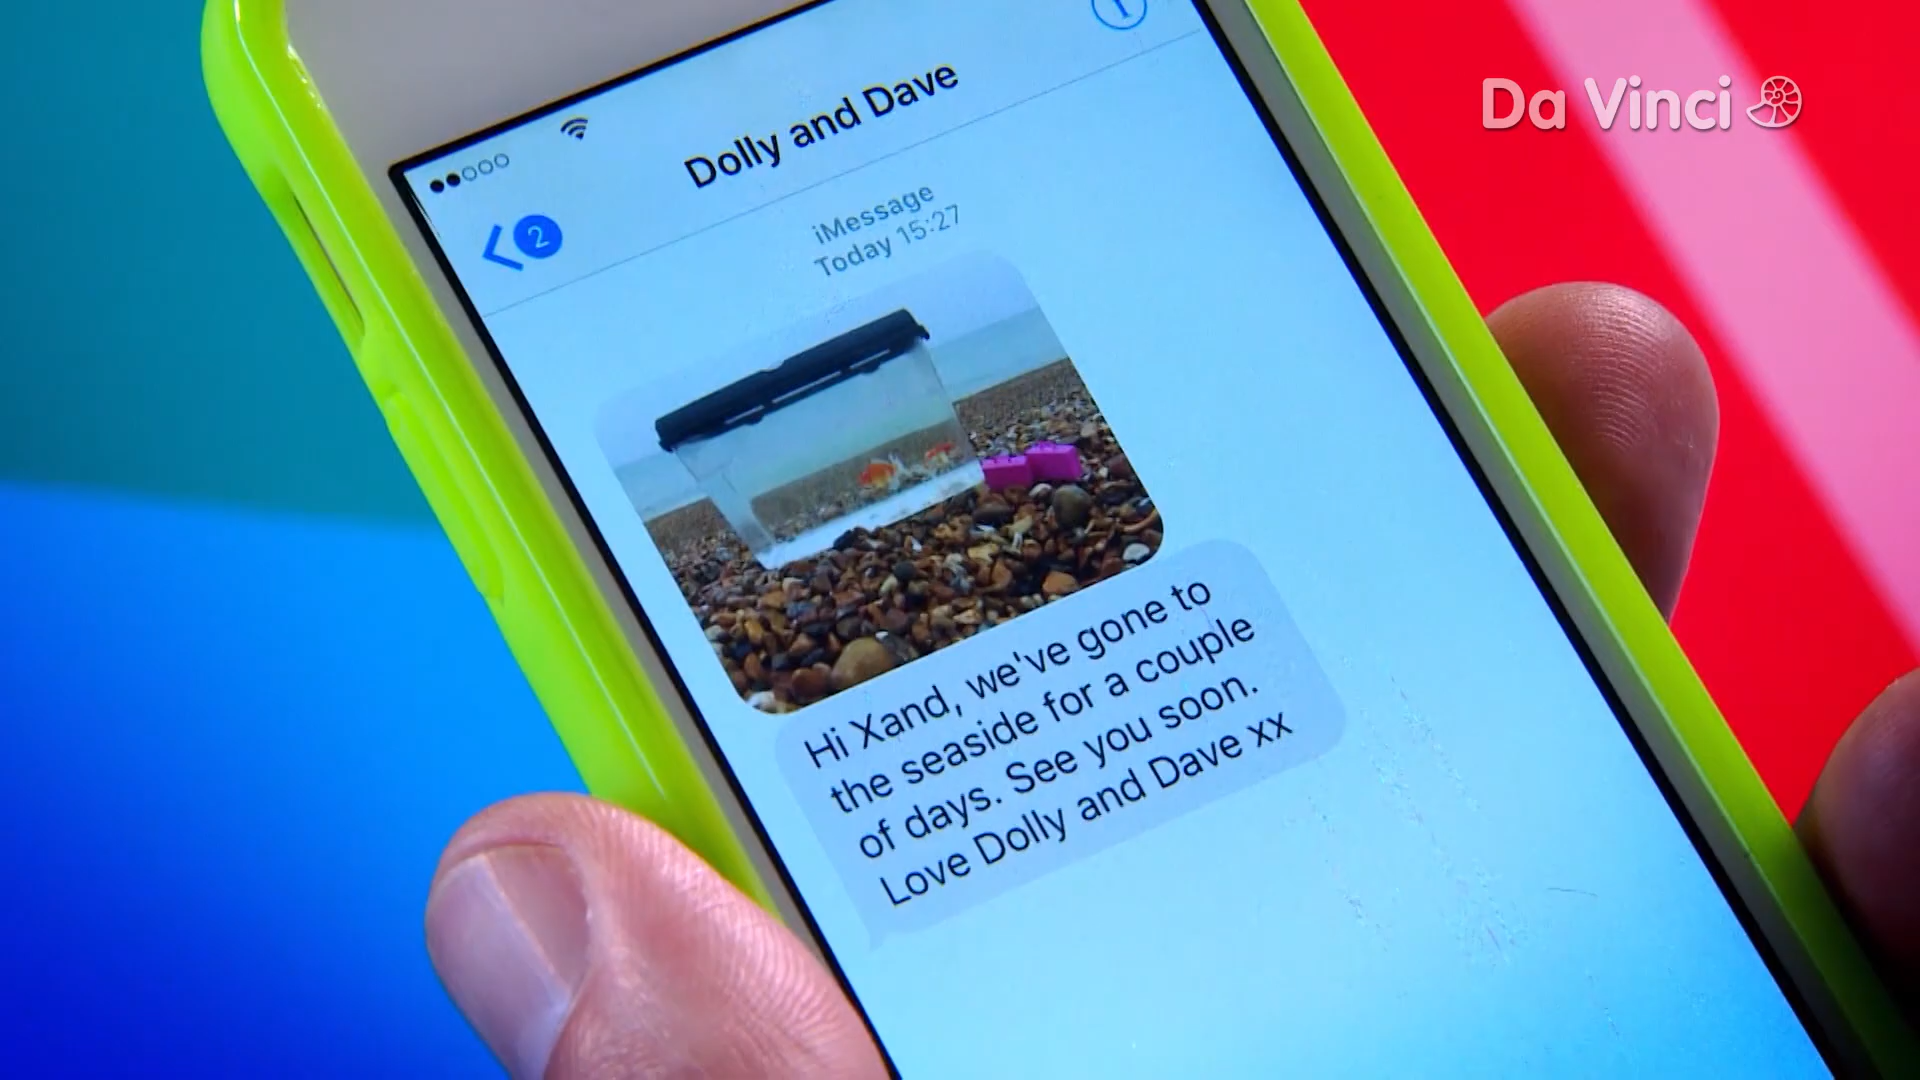 Da Vinci
Dolly and Dave
2
iMessage
Today 15:27
Hi Xand, we've gone to
the seaside for a couple
of days. See you soon.
Love Dolly and Dave xx